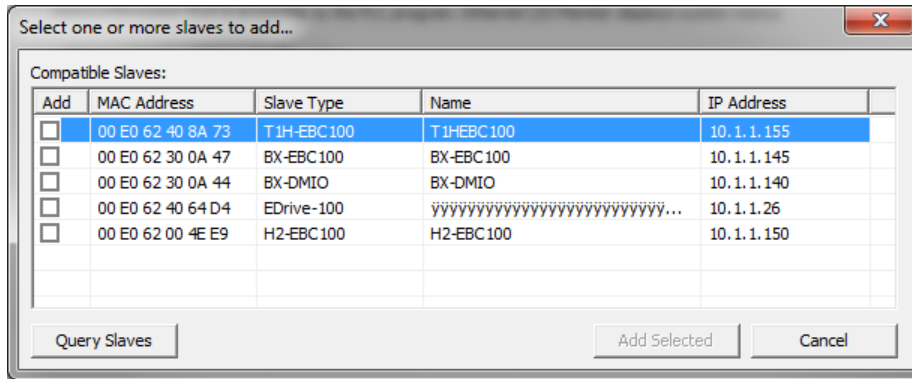 Select one or more slaves to add...
Compatible Slaves:
Add MAC Address Slave Type Name IP Address
00 E0 62 40 8A 73 T1H-EBC100 T1HEBC100 10.1.1.155
00 E0 62 30 0A 47 BX-EBC100 BX-EBC100 10.1.1.145
00 E0 62 30 0A 44 BX-DMIO BX-DMIO 10.1.1.140
00 E0 62 40 64 D4 EDrive-100 ÿÿÿÿÿÿÿÿÿÿÿÿÿÿÿÿÿÿÿÿÿÿÿÿÿÿ... 10.1.1.26
00 E0 62 00 4E E9 H2-EBC100 H2-EBC100 10.1.1.150
Query Slaves Add Selected Cancel